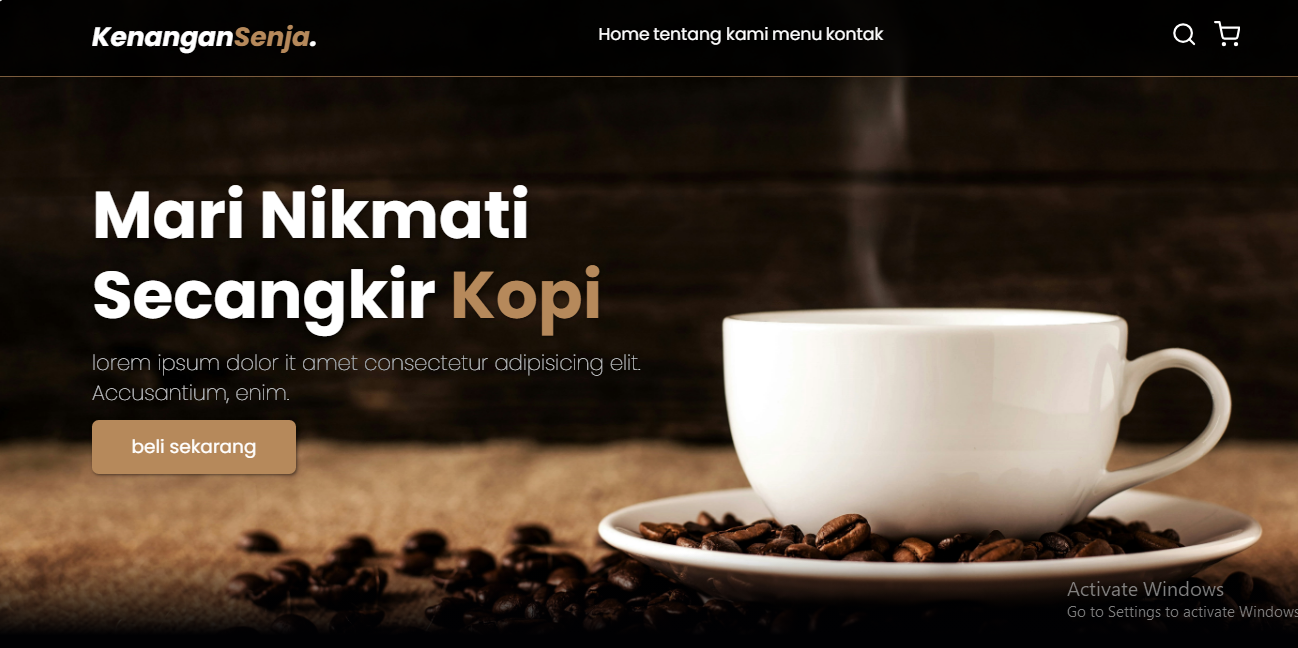 KenanganSenja.
Home tentang kami menu kontak
Mari Nikmati
Secangkir Kopi
lorem ipsum dolor it amet consectetur adipisicing elit.
Accusantium, enim.
beli sekarang
Activate Windows
Go to Settings to activate Windows